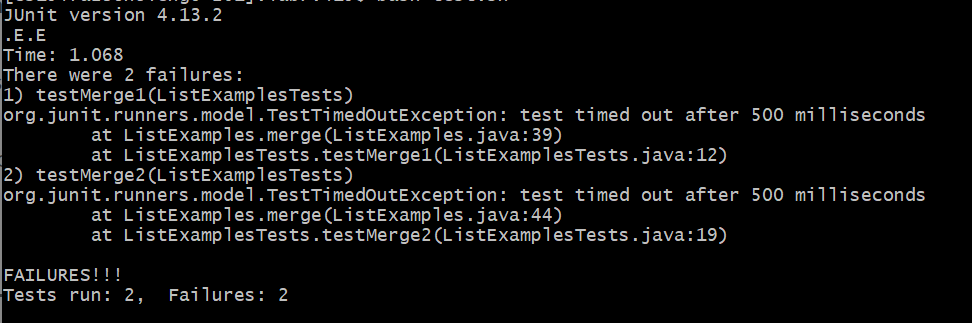 JUnit version 4.13.2
.E.E
Time: 1.068
There were 2 failures:
1) testMerge1(ListExamplesTests)
org.junit.runners.model.TestTimedOutException: test timed out after 500 milliseconds
        at ListExamples.merge(ListExamples.java:39)
        at ListExamplesTests.testMerge1(ListExamplesTests.java:12)
2) testMerge2(ListExamplesTests)
org.junit.runners.model.TestTimedOutException: test timed out after 500 milliseconds
        at ListExamples.merge(ListExamples.java:44)
        at ListExamplesTests.testMerge2(ListExamplesTests.java:19)
FAILURES!!!
Tests run: 2,  Failures: 2